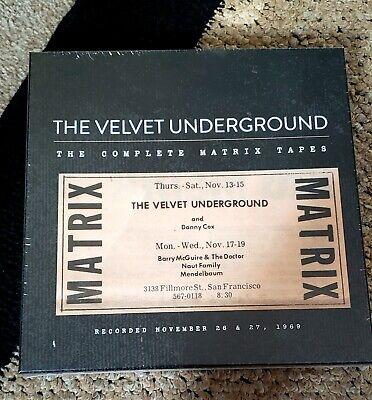 THE VELVET UNDERGROUND
THE COMPLETE MATRIX TAPES
MATRIX
Thurs.-Sat., Nov. 13-15
THE VELVET UNDERGROUND
and
Danny Cox
Mon.-Wed., Nov. 17-19
Barry McGuire & The Doctor
Naut Family
Mendelbaum
3138 Fillmore St., San Francisco
567-0118 8:30
MATRIX
RECORDED NOVEMBER 26 & 27, 1969